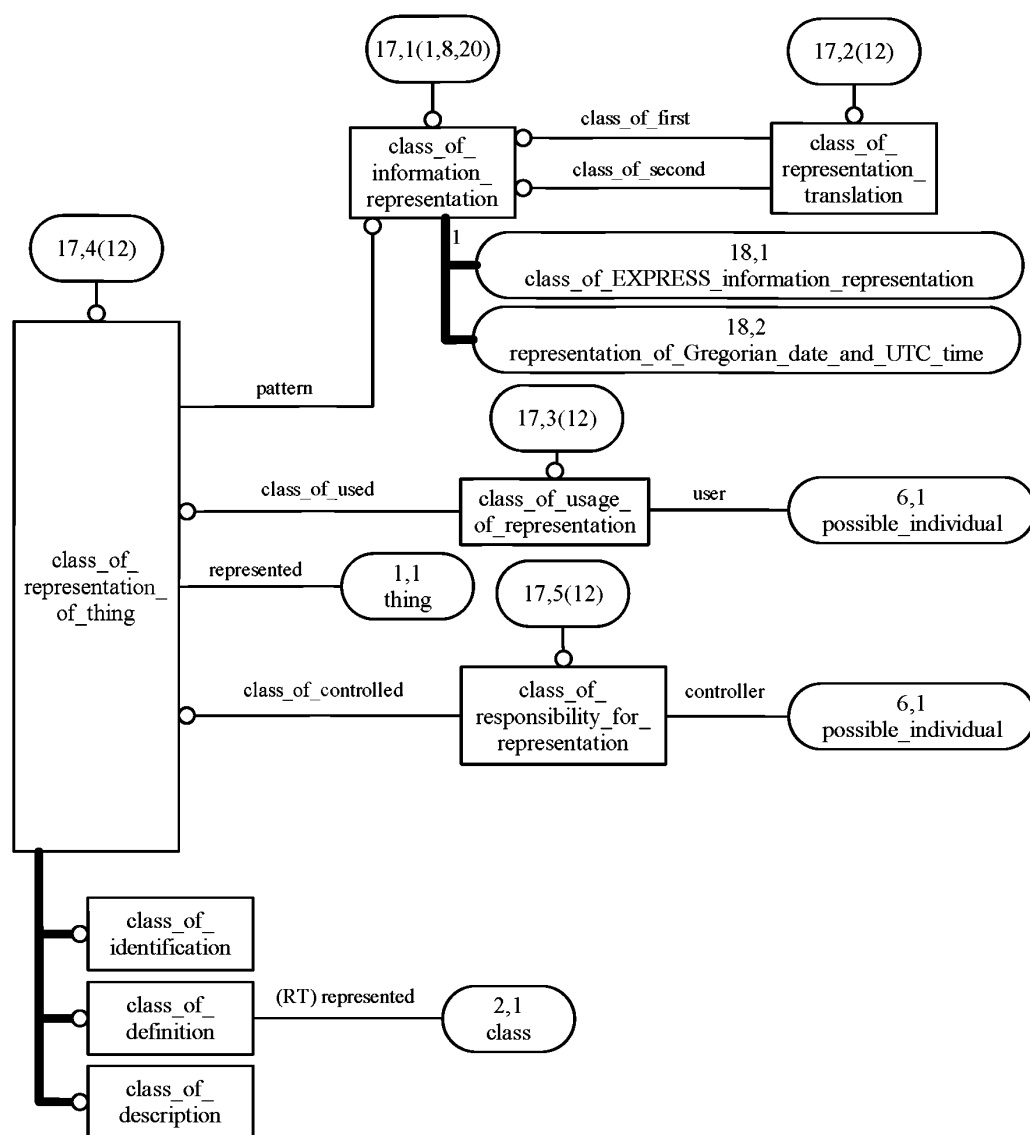 17,1(1,8,20)
17,2(12)
class_of_first
class_of_
information_
representation
class_of_
representation_
translation
class_of_second
17,4(12)
1
18,1
class_of_EXPRESS_information_representation
18,2
representation_of_Gregorian_date_and_UTC_time
pattern
17,3(12)
class_of_used
class_of_usage_
of_representation
user
6,1
possible_individual
class_of_
representation_
of_thing
represented
1,1
thing
17,5(12)
class_of_controlled
class_of_
responsibility_for_
representation
controller
6,1
possible_individual
class_of_
identification
class_of_
definition
(RT) represented
2,1
class
class_of_
description